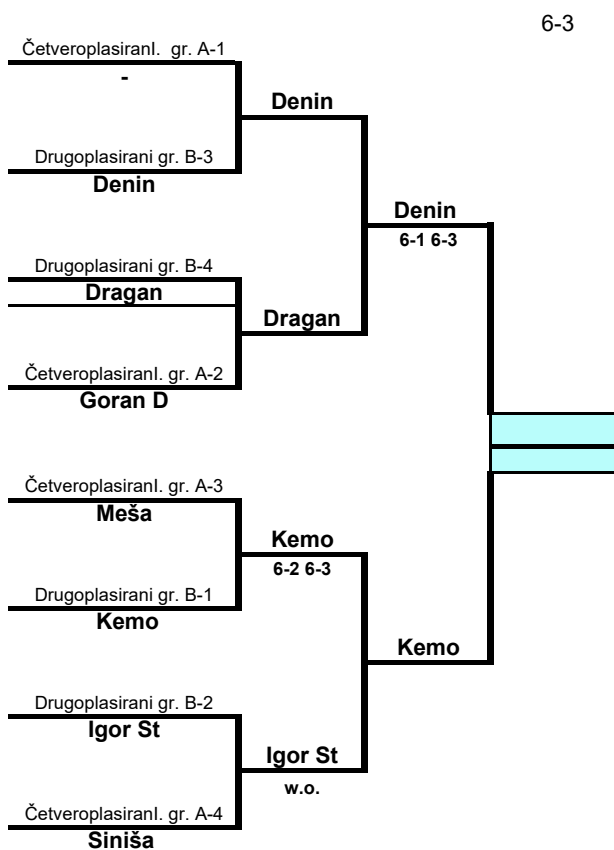 6-3
Četveroplasiranl. gr. A-1
-
Denin
Drugoplasirani gr. B-3
Denin
Denin
6-1 6-3
Drugoplasirani gr. B-4
Dragan
Dragan
Četveroplasiranl. gr. A-2
Goran D
Četveroplasiranl. gr. A-3
Meša
Kemo
6-2 6-3
Drugoplasirani gr. B-1
Kemo
Kemo
Drugoplasirani gr. B-2
Igor St
Igor St
w.o.
Četveroplasiranl. gr. A-4
Siniša